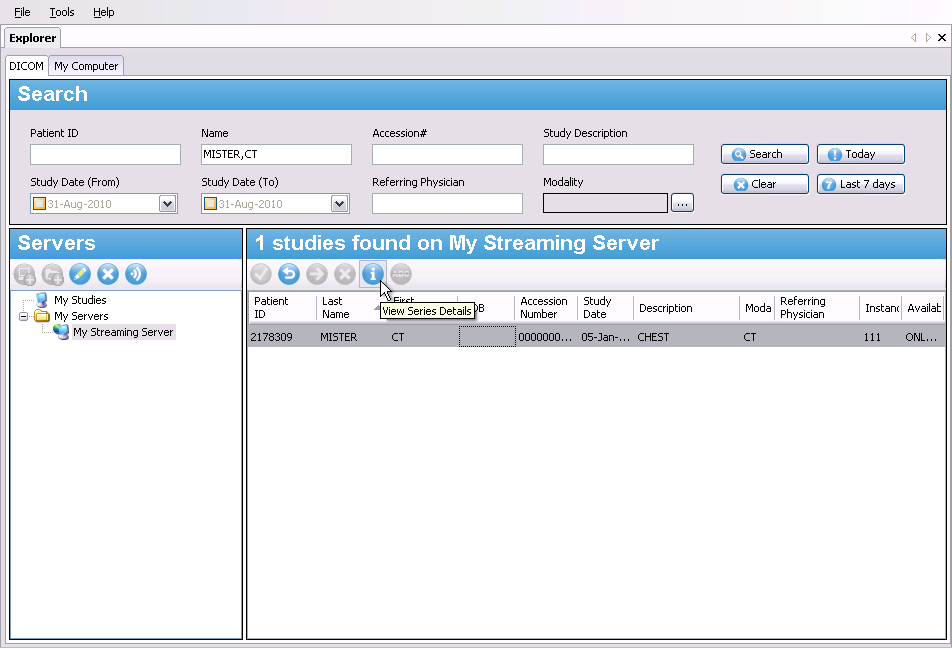 File Tools Help
Explorer
DICOM My Computer
Search
Patient ID Name Accession# Study Description
MISTER,CT Search Today
Study Date (From) Study Date (To) Referring Physician Modality
31-Aug-2010 31-Aug-2010 ... Clear 7 Last 7 days
Servers
My Studies
My Servers
My Streaming Server
1 studies found on My Streaming Server
ABC
View Series Details
Patient ID Last Name First Accession Number Study Date Description Moda Referring Physician Instanc Availab
2178309 MISTER CT 0000000... 05-Jan-... CHEST CT 111 ONL...